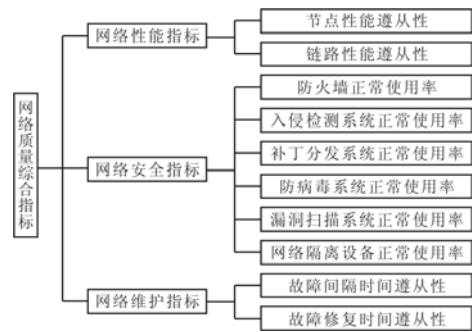 网络质量综合指标
网络性能指标
节点性能遵从性
链路性能遵从性
网络安全指标
防火墙正常使用率
入侵检测系统正常使用率
补丁分发系统正常使用率
防病毒系统正常使用率
漏洞扫描系统正常使用率
网络隔离设备正常使用率
网络维护指标
故障间隔时间遵从性
故障修复时间遵从性